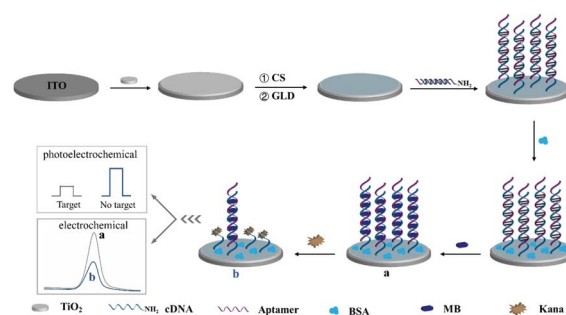 ITO
① CS
② GLD
NH₂
photoelectrochemical
Target No target
electrochemical
a
b
b
a
TiO₂ NH₂ cDNA Aptamer BSA MB Kana